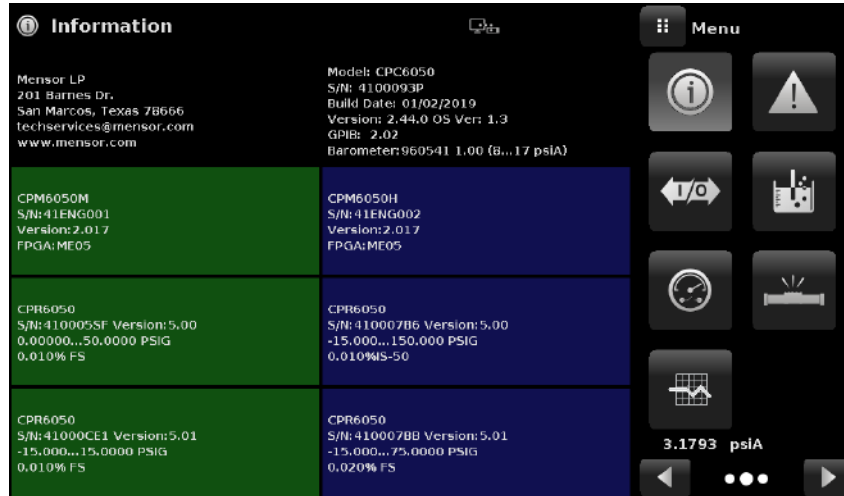 Information
Menu
Mensor LP
201 Barnes Dr.
San Marcos, Texas 78666
techservices@mensor.com
www.mensor.com
Model: CPC6050
S/N: 4100093P
Build Date: 01/02/2019
Version: 2.44.0 OS Ver: 1.3
GPIB: 2.02
Barometer:960541 1.00 (8...17 psiA)
CPM6050M
S/N:41ENG001
Version:2.017
FPGA:ME05
CPM6050H
S/N:41ENG002
Version:2.017
FPGA:ME05
CPR6050
S/N:410005SF Version:5.00
0.00000...50.0000 PSIG
0.010% FS
CPR6050
S/N:410007B6 Version:5.00
-15.000...150.000 PSIG
0.010%IS-50
CPR6050
S/N:41000CE1 Version:5.01
-15.000...15.0000 PSIG
0.010% FS
CPR6050
S/N:410007BB Version:5.01
-15.000...75.0000 PSIG
0.020% FS
I/O
3.1793 psiA